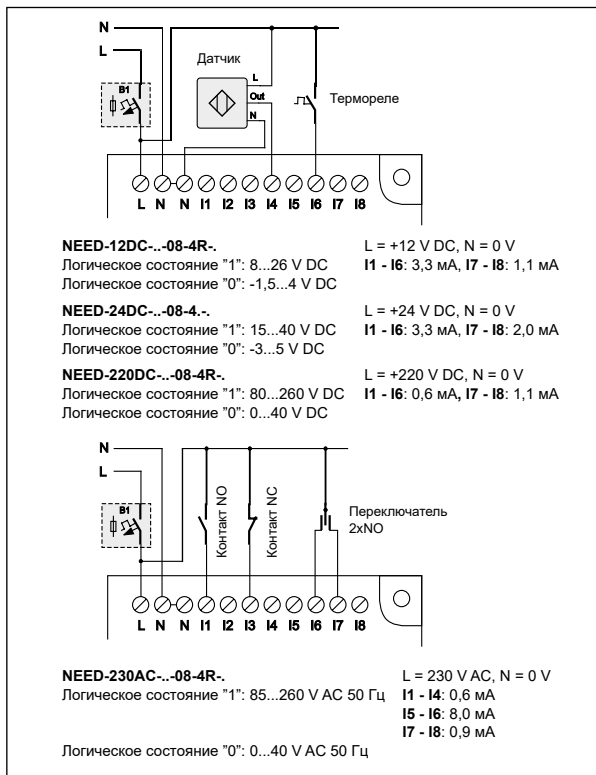 N
L
B1
Датчик
L
Out
N
Термореле
L N N I1 I2 I3 I4 I5 I6 I7 I8
NEED-12DC-..-08-4R-. L = +12 V DC, N = 0 V
Логическое состояние ”1”: 8...26 V DC I1 - I6: 3,3 мА, I7 - I8: 1,1 мА
Логическое состояние ”0”: -1,5...4 V DC
NEED-24DC-..-08-4.-. L = +24 V DC, N = 0 V
Логическое состояние ”1”: 15...40 V DC I1 - I6: 3,3 мА, I7 - I8: 2,0 мА
Логическое состояние ”0”: -3...5 V DC
NEED-220DC-..-08-4R-. L = +220 V DC, N = 0 V
Логическое состояние ”1”: 80...260 V DC I1 - I6: 0,6 мА, I7 - I8: 1,1 мА
Логическое состояние ”0”: 0...40 V DC
N
L
B1
Контакт NO
Контакт NC
Переключатель
2xNO
L N N I1 I2 I3 I4 I5 I6 I7 I8
NEED-230AC-..-08-4R-. L = 230 V AC, N = 0 V
Логическое состояние ”1”: 85...260 V AC 50 Гц I1 - I4: 0,6 мА
I5 - I6: 8,0 мА
I7 - I8: 0,9 мА
Логическое состояние ”0”: 0...40 V AC 50 Гц